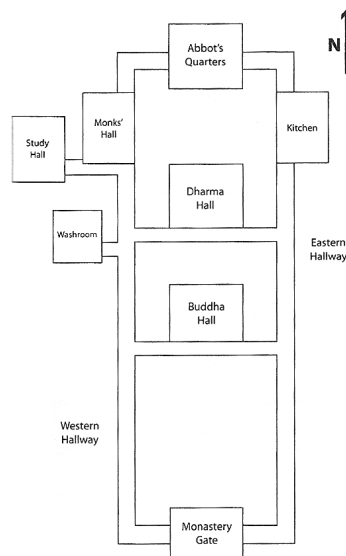 Abbot's
Quarters
N
Monks'
Hall
Kitchen
Study
Hall
Dharma
Hall
Washroom
Eastern
Hallway
Buddha
Hall
Western
Hallway
Monastery
Gate